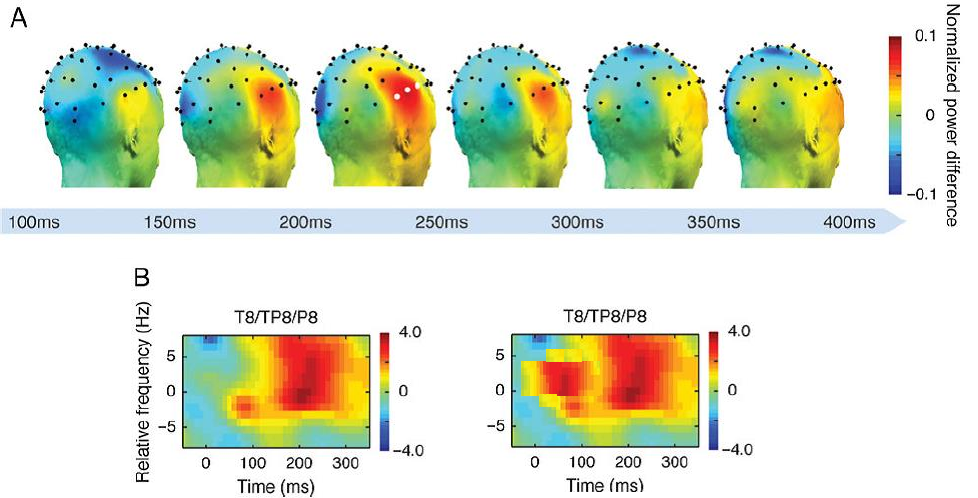 A
Normalized power difference
0.1
0
−0.1
100ms 150ms 200ms 250ms 300ms 350ms 400ms
B
T8/TP8/P8
Relative frequency (Hz)
5
0
−5
0 100 200 300
Time (ms)
4.0
0
−4.0
T8/TP8/P8
5
0
−5
0 100 200 300
Time (ms)
4.0
0
−4.0